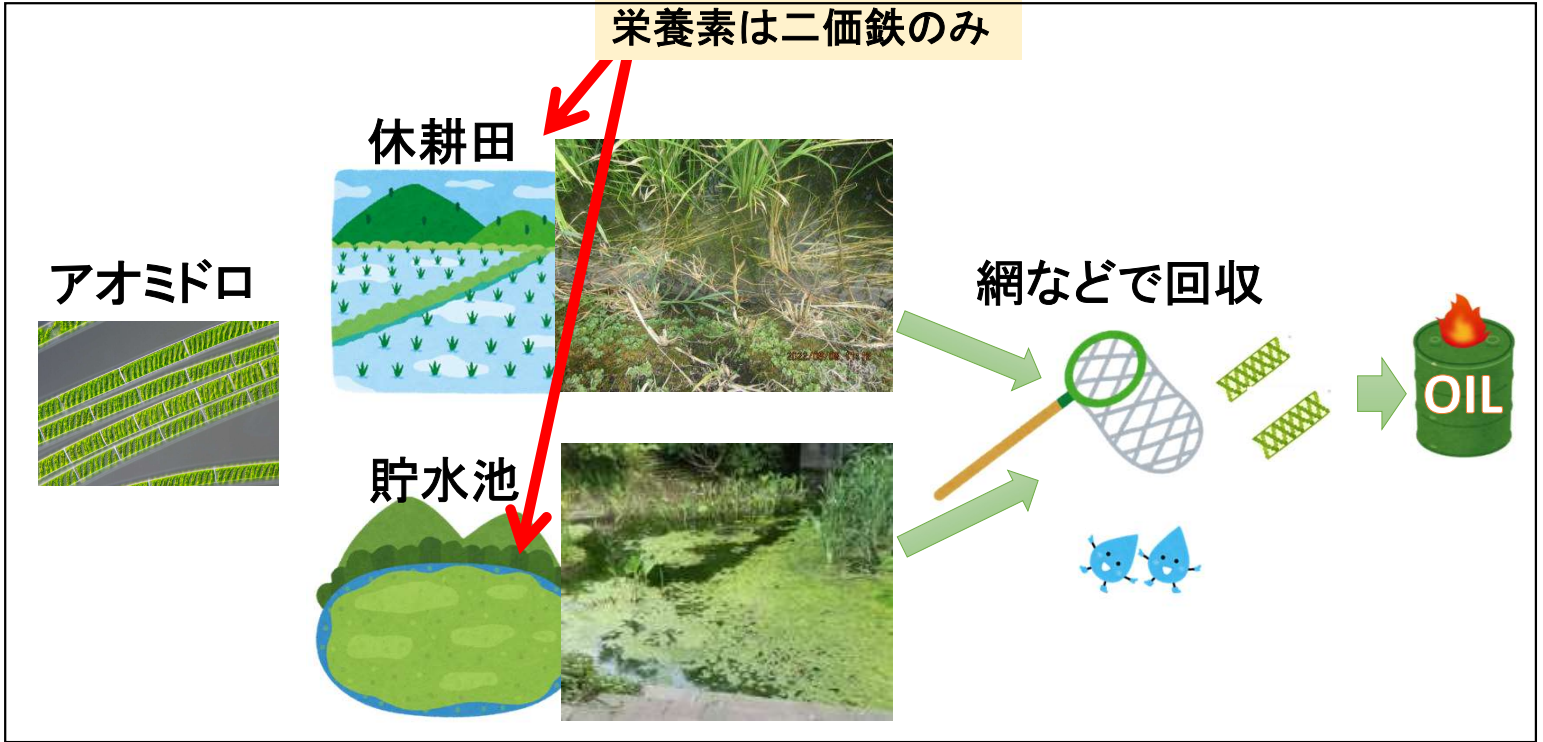 栄養素は二価鉄のみ
休耕田
アオミドロ
網などで回収
OIL
貯水池